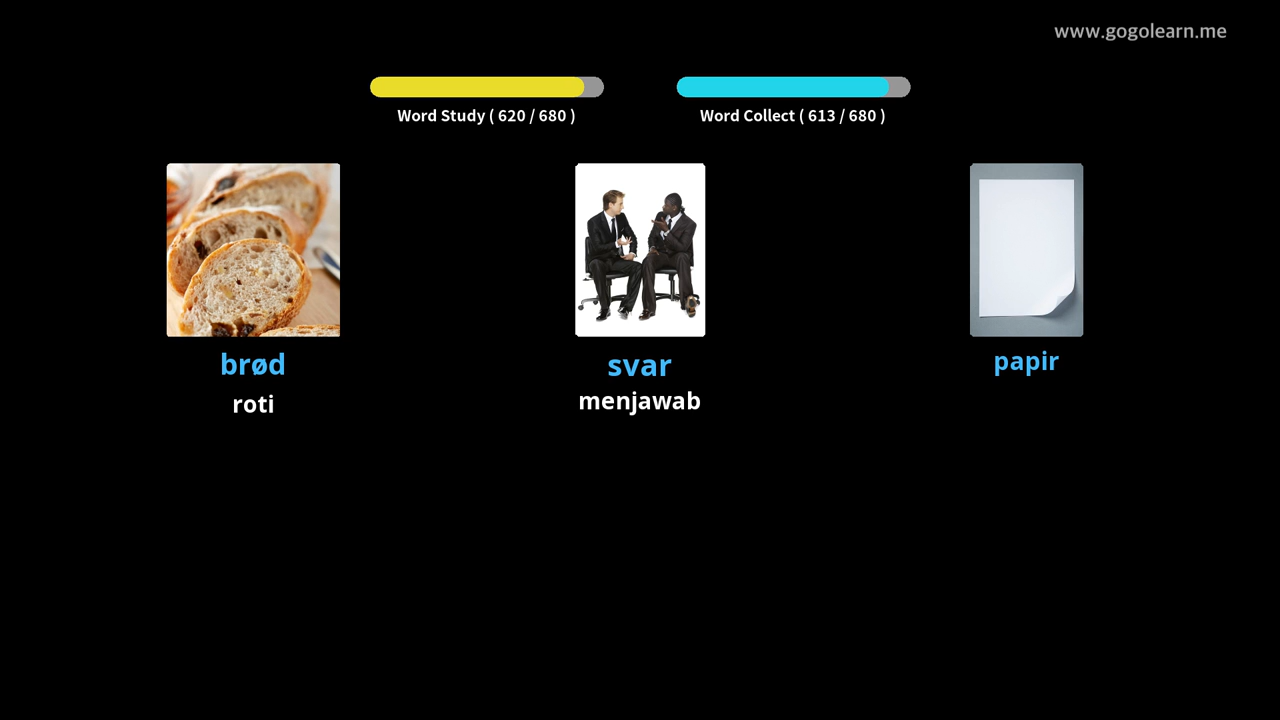 www.gogolearn.me
Word Study ( 620 / 680 )
Word Collect ( 613 / 680 )
brød
roti
svar
menjawab
papir